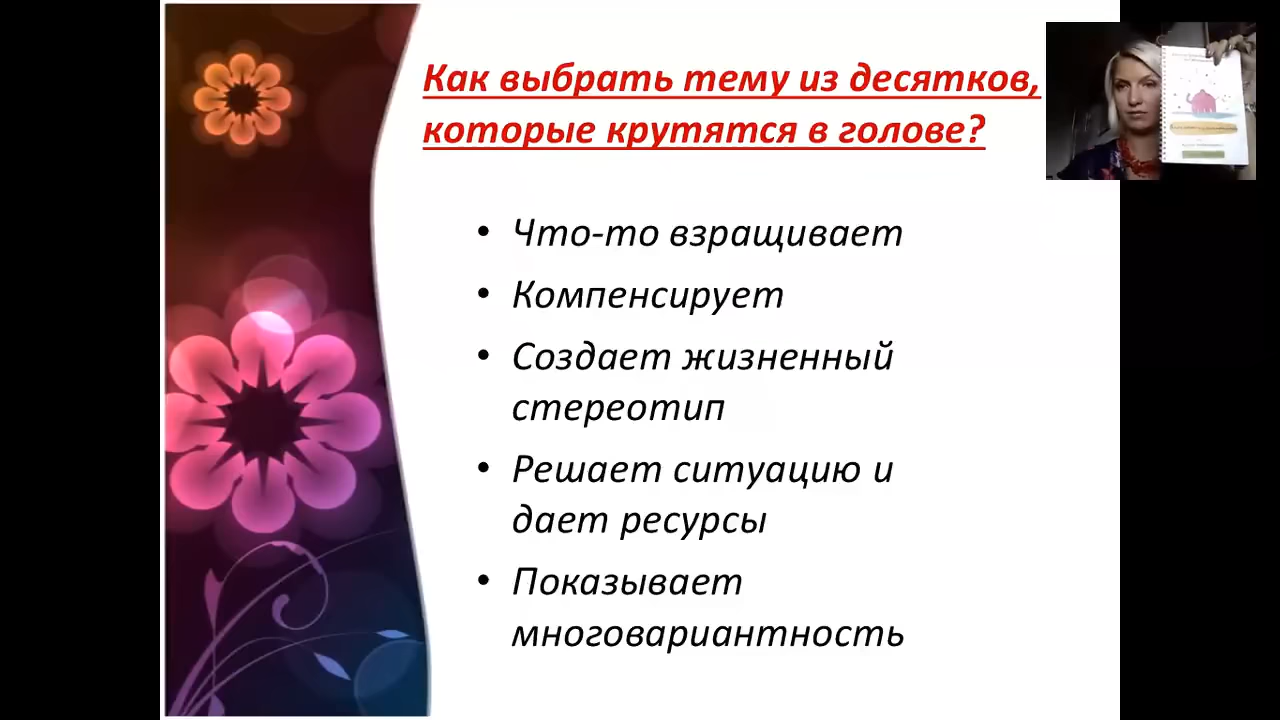 Как выбрать тему из десятков,
которые крутятся в голове?
• Что-то взращивает
• Компенсирует
• Создает жизненный
стереотип
• Решает ситуацию и
дает ресурсы
• Показывает
многовариантность